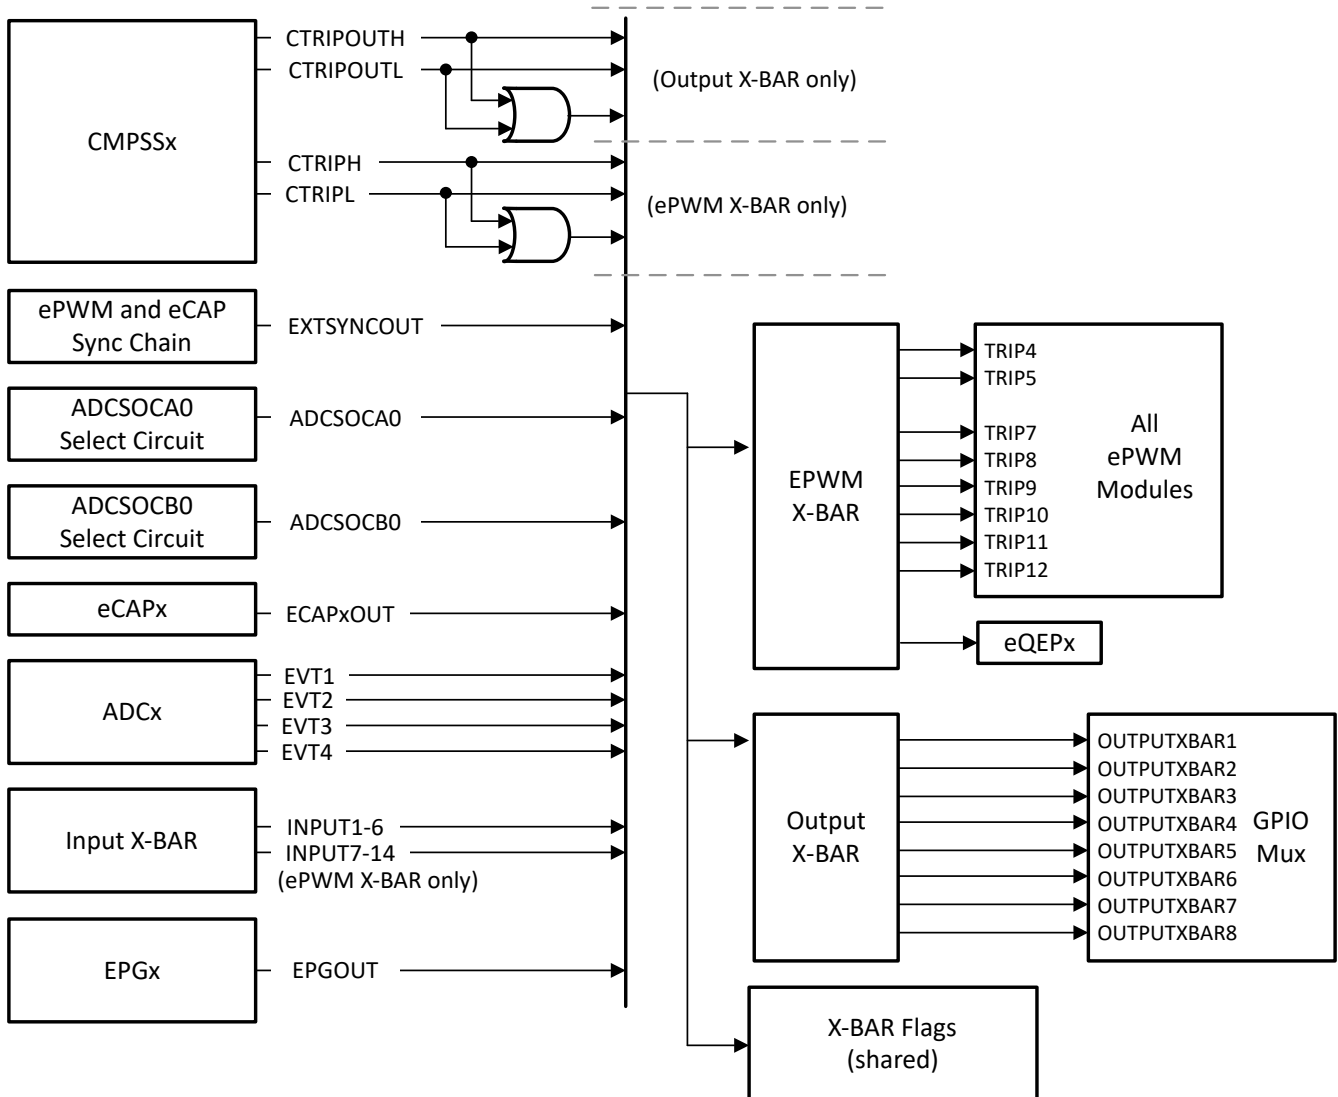 CTRIPOUTH
CTRIPOUTL
(Output X-BAR only)
CMPSSx
CTRIPH
CTRIPL
(ePWM X-BAR only)
ePWM and eCAP
Sync Chain
EXTSYNCOUT
ADCSOCA0
Select Circuit
ADCSOCA0
ADCSOCB0
Select Circuit
ADCSOCB0
eCAPx
ECAPxOUT
ADCx
EVT1
EVT2
EVT3
EVT4
Input X-BAR
INPUT1-6
INPUT7-14
(ePWM X-BAR only)
EPGx
EPGOUT
EPWM
X-BAR
TRIP4
TRIP5
TRIP7
TRIP8
TRIP9
TRIP10
TRIP11
TRIP12
All
ePWM
Modules
eQEPx
Output
X-BAR
OUTPUTXBAR1
OUTPUTXBAR2
OUTPUTXBAR3
OUTPUTXBAR4
OUTPUTXBAR5
OUTPUTXBAR6
OUTPUTXBAR7
OUTPUTXBAR8
GPIO
Mux
X-BAR Flags
(shared)